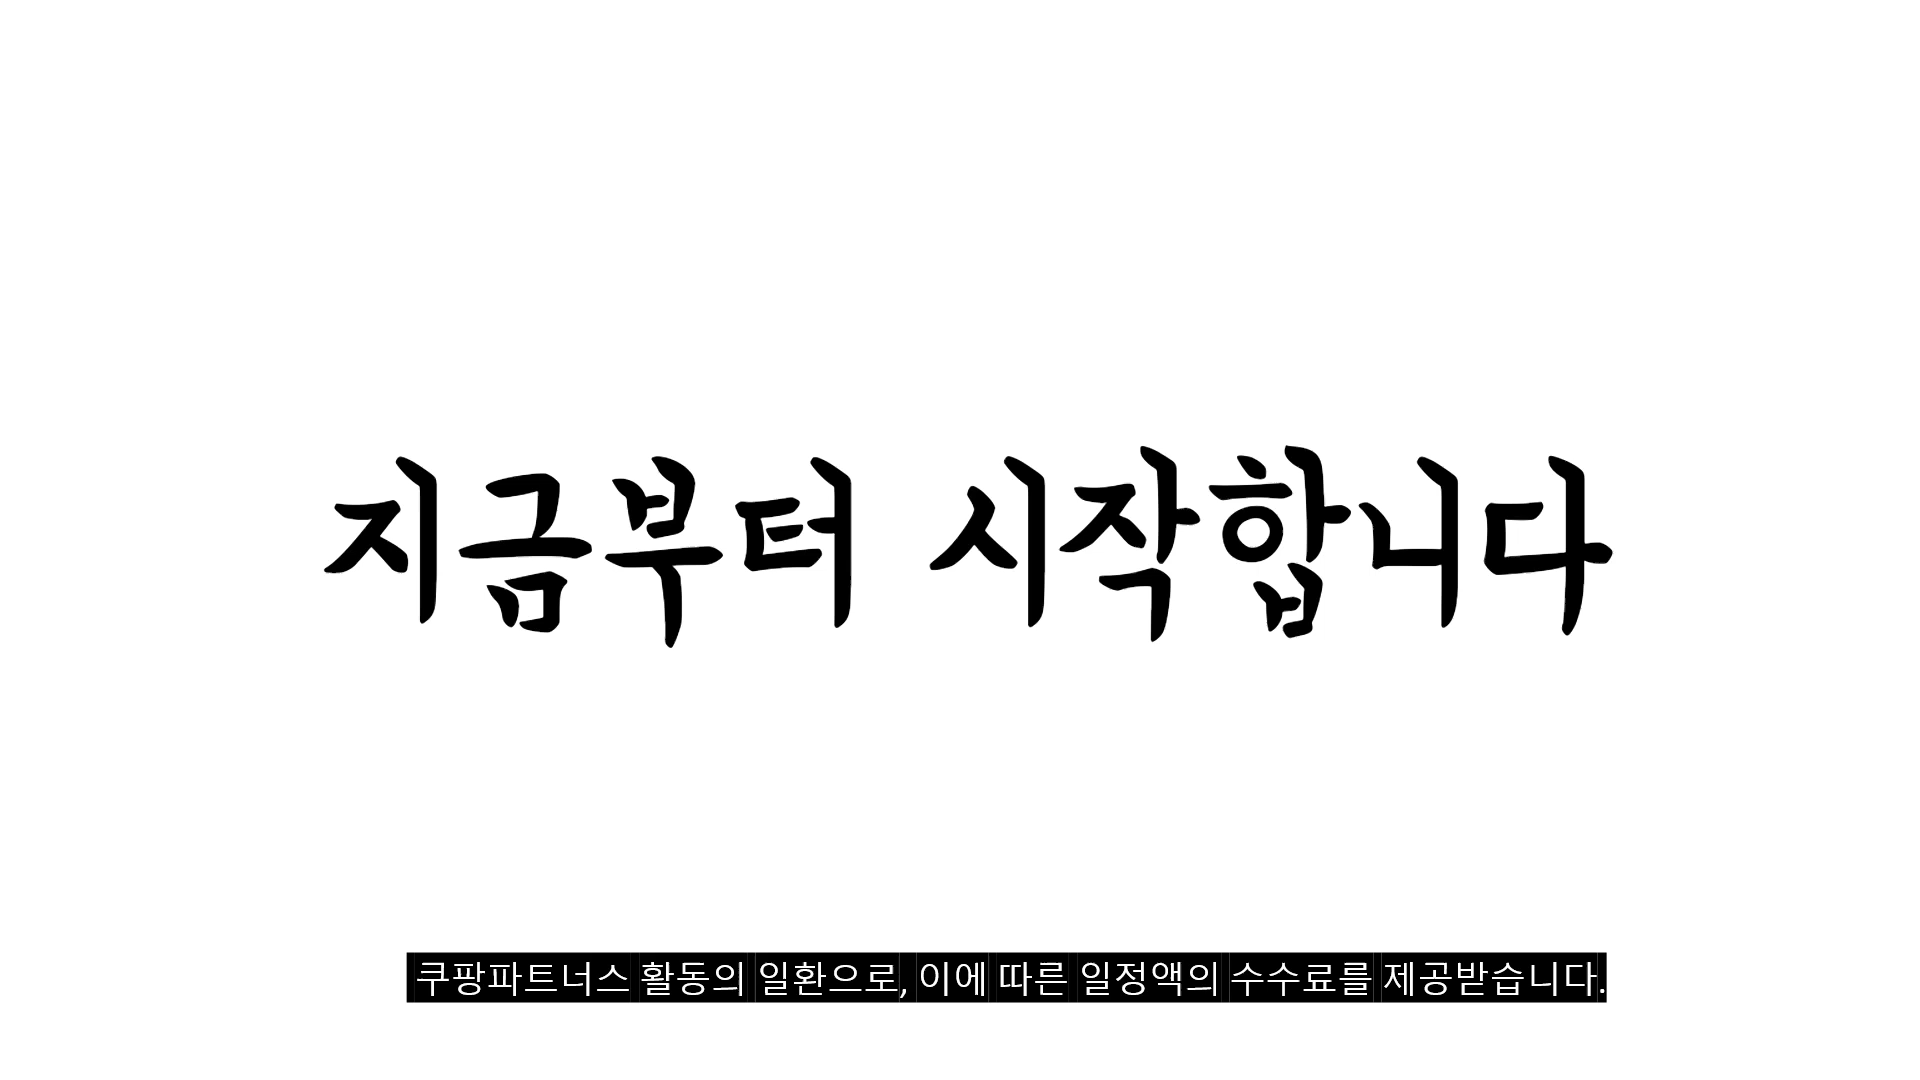 지금부터 시작합니다
쿠팡파트너스 활동의 일환으로, 이에 따른 일정액의 수수료를 제공받습니다.